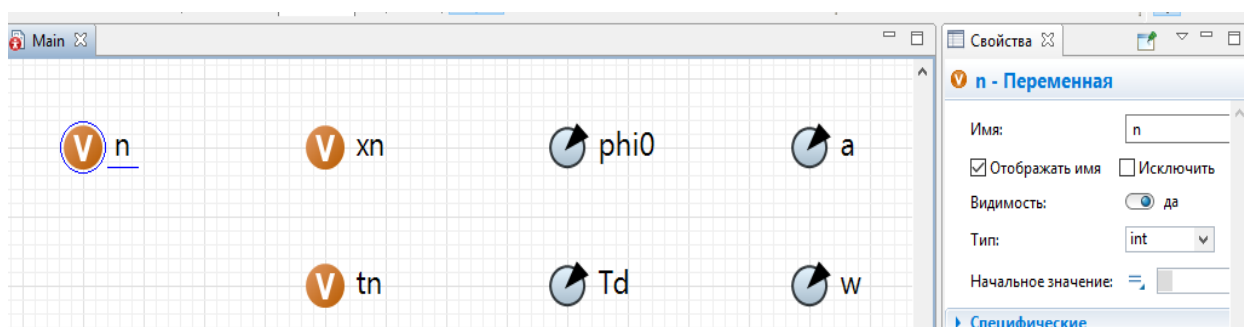 Main
Свойства
n - Переменная
Имя: n
Отображать имя Исключить
Видимость: да
Тип: int
Начальное значение:
Специфические
n xn phi0 a
tn Td w